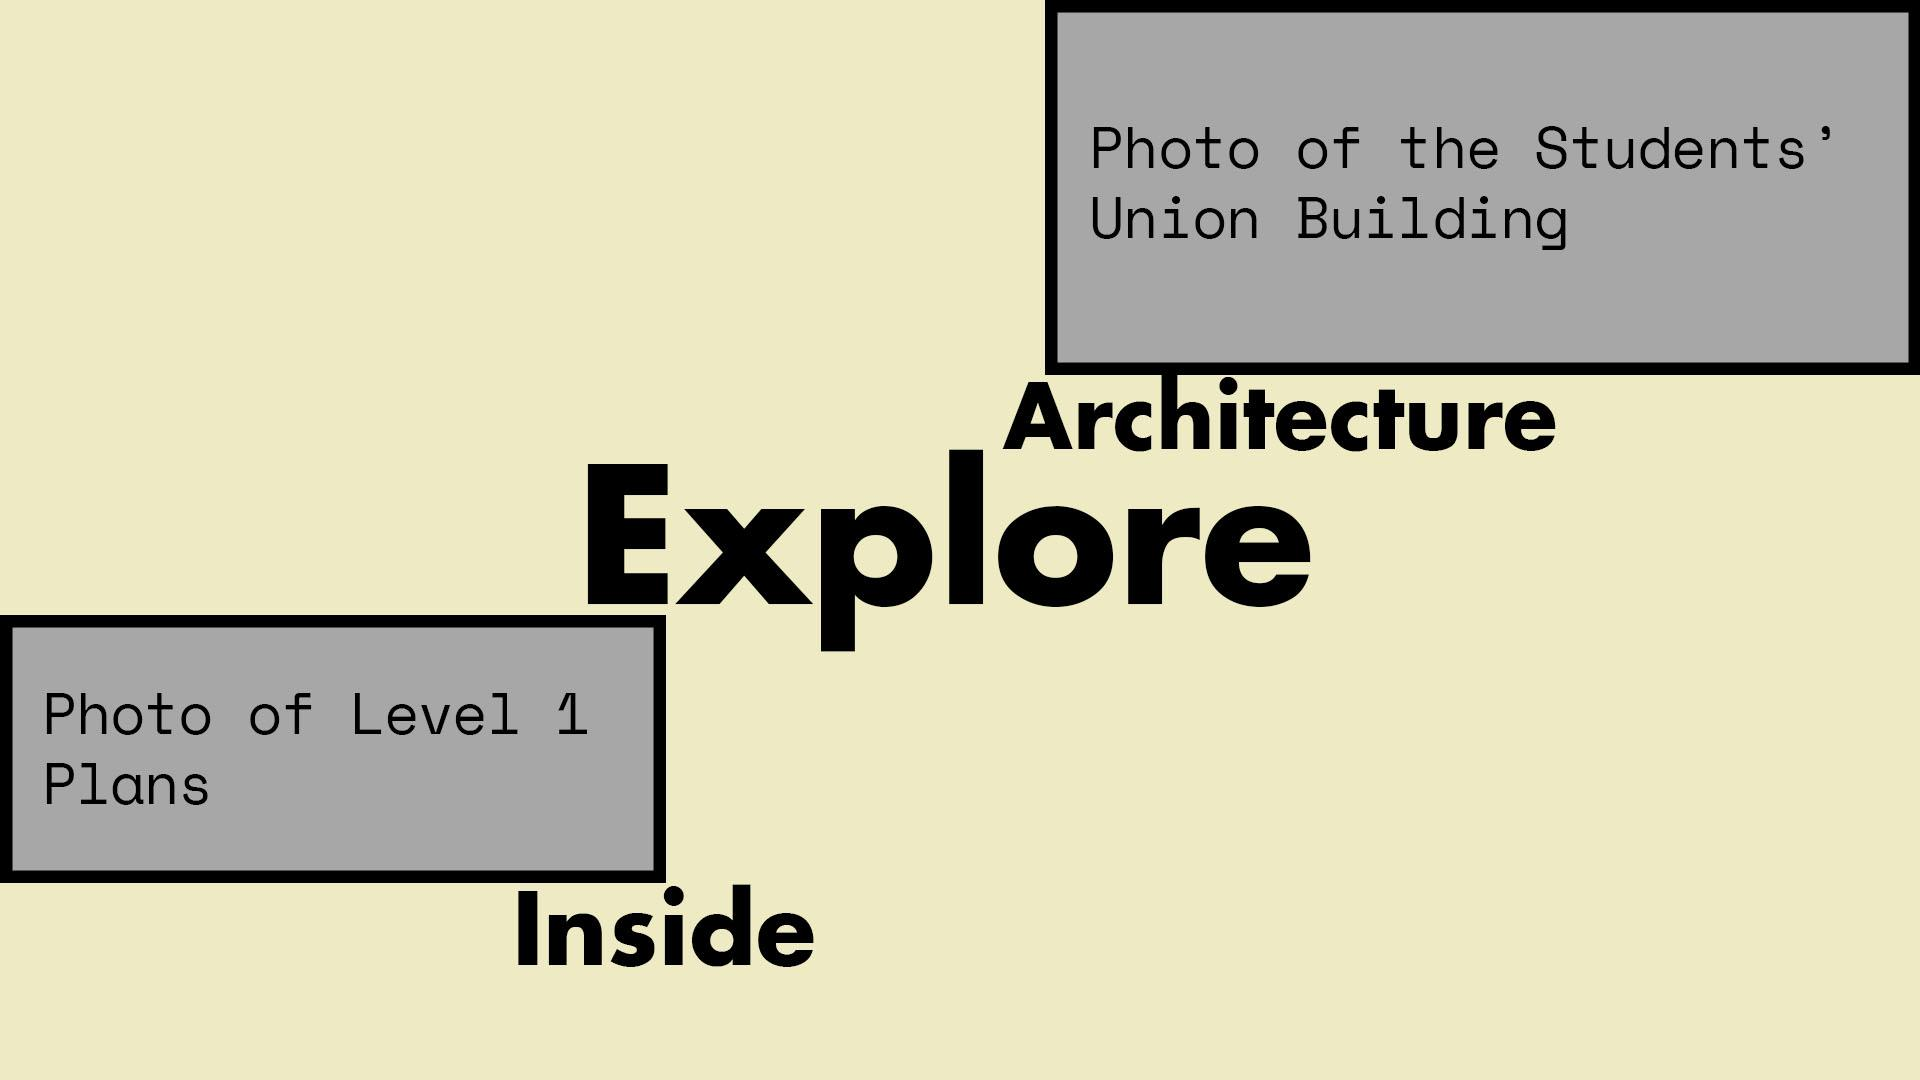 Photo of the Students’
Union Building
Architecture
Explore
Photo of Level 1
Plans
Inside